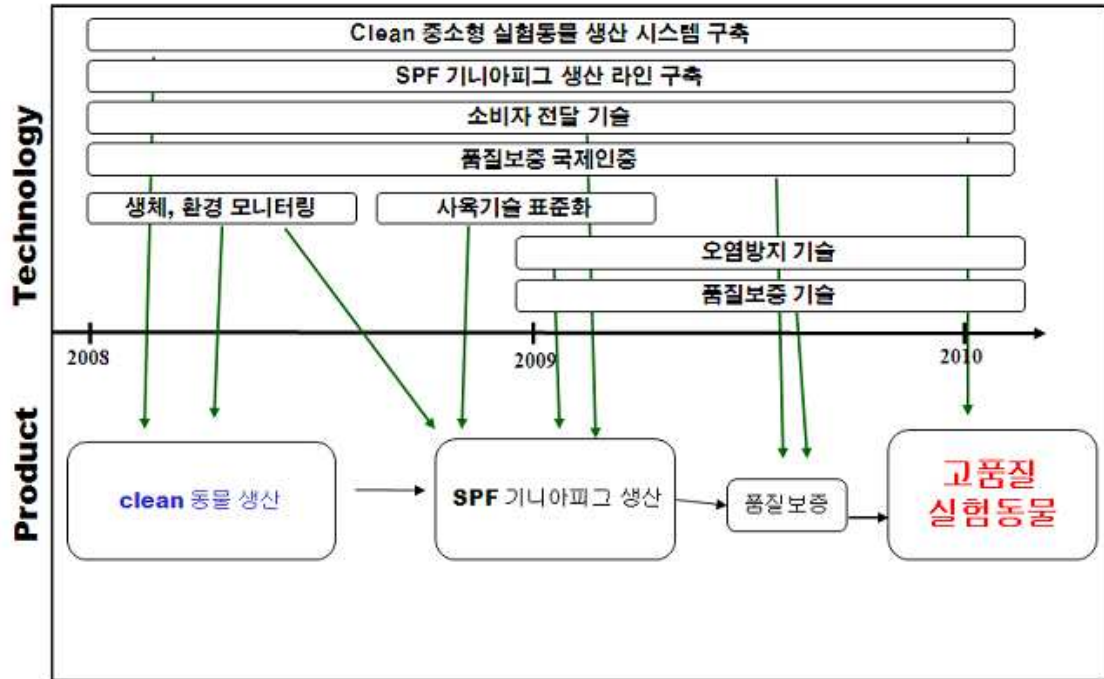 Technology
Clean 중소형 실험동물 생산 시스템 구축
SPF 기니아피그 생산 라인 구축
소비자 전달 기술
품질보증 국제인증
생체, 환경 모니터링
사육기술 표준화
오염방지 기술
품질보증 기술
2008
2009
2010
Product
clean 동물 생산
SPF 기니아피그 생산
품질보증
고품질
실험동물